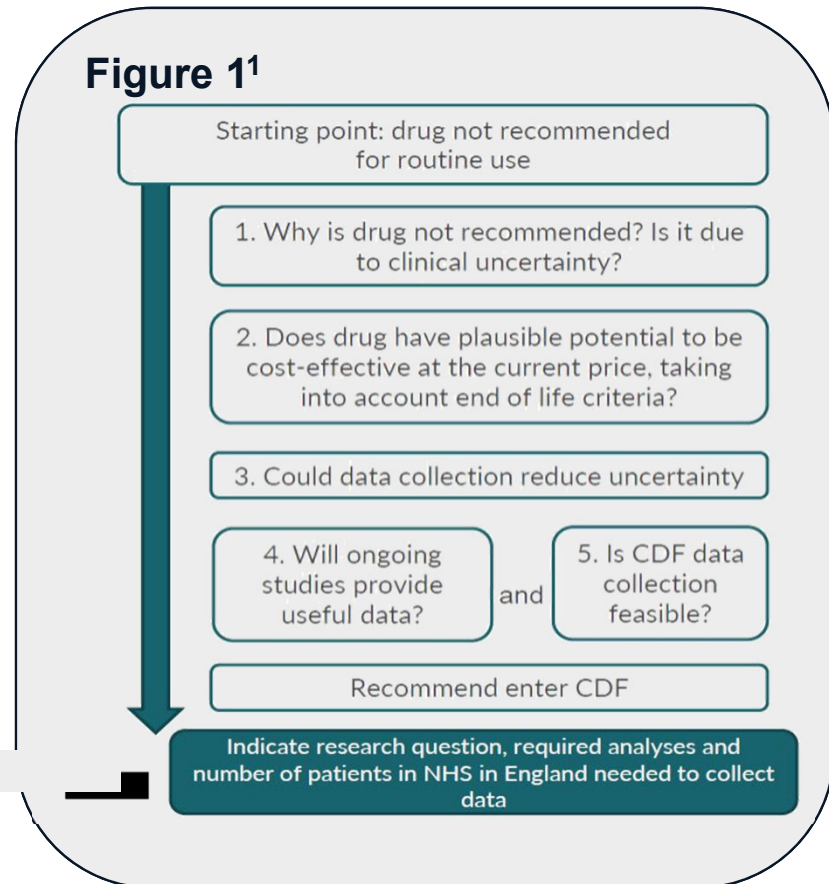 Figure 1¹
Starting point: drug not recommended
for routine use
1. Why is drug not recommended? Is it due
to clinical uncertainty?
2. Does drug have plausible potential to be
cost-effective at the current price, taking
into account end of life criteria?
3. Could data collection reduce uncertainty
4. Will ongoing
studies provide
useful data?
and
5. Is CDF data
collection
feasible?
Recommend enter CDF
Indicate research question, required analyses and
number of patients in NHS in England needed to collect
data